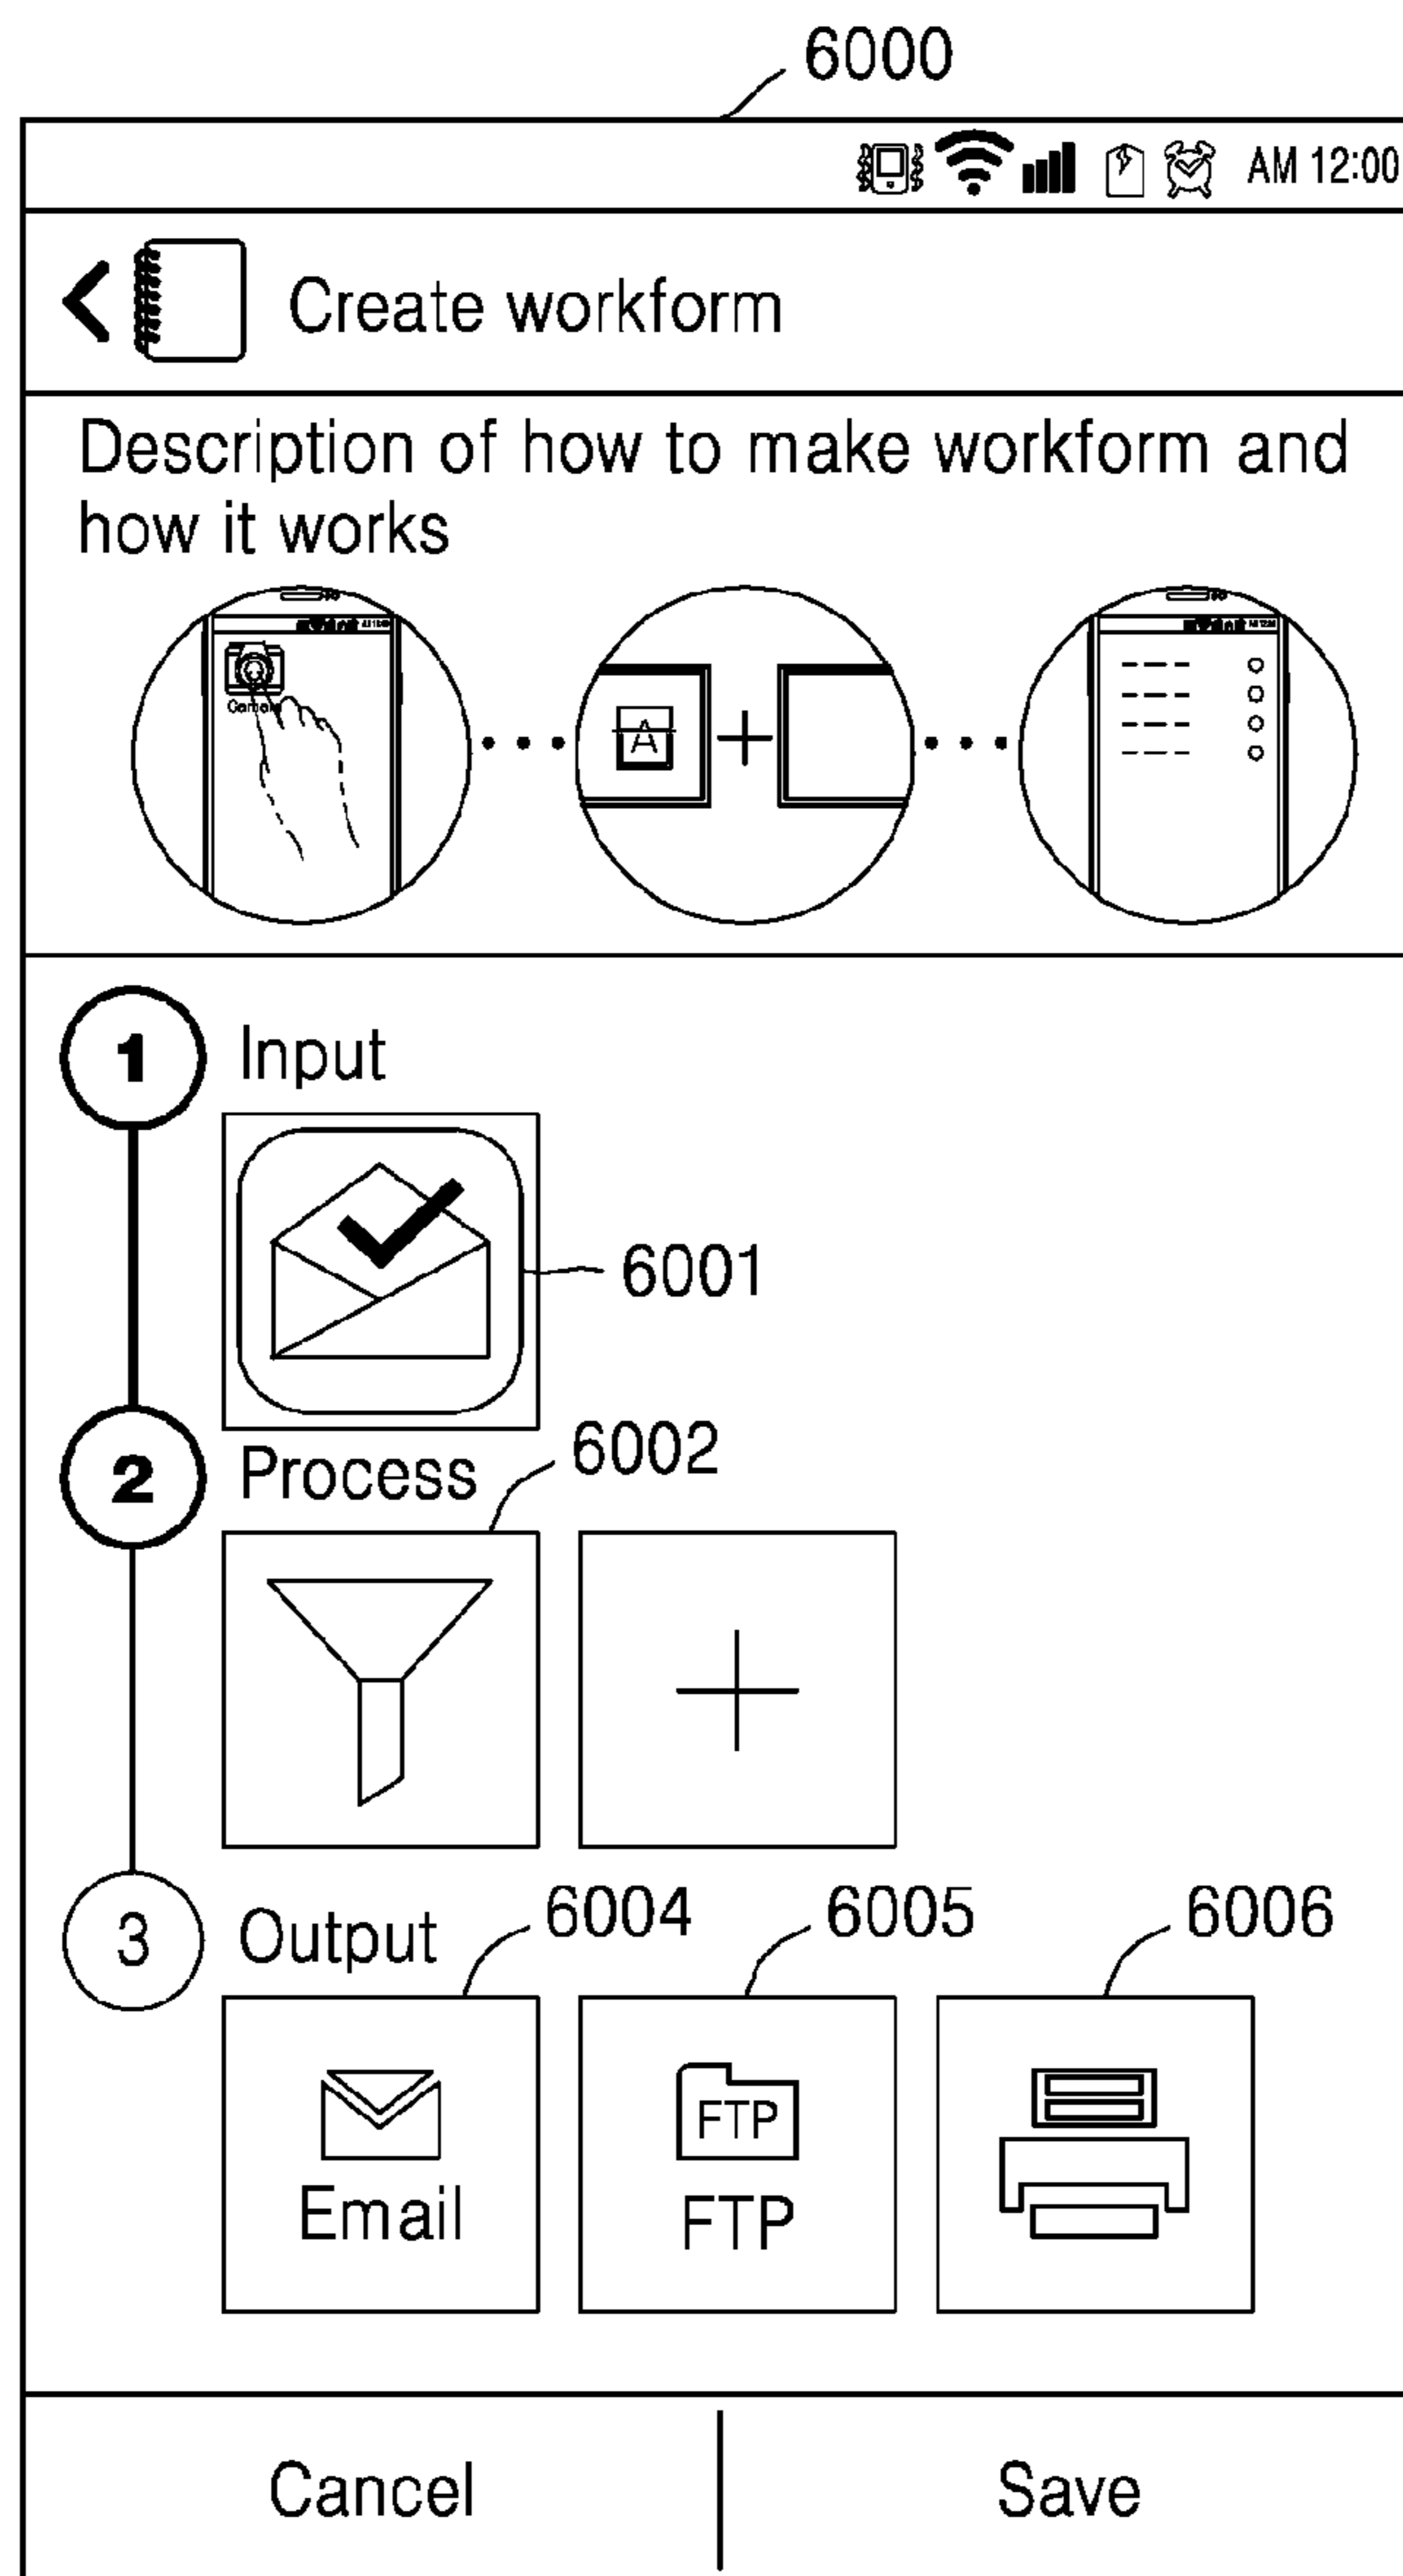 6000
AM 12:00
Create workform
Description of how to make workform and
how it works
Camera
A
1 Input
6001
2 Process
6002
3 Output
6004
6005
6006
Email
FTP
FTP
Cancel
Save